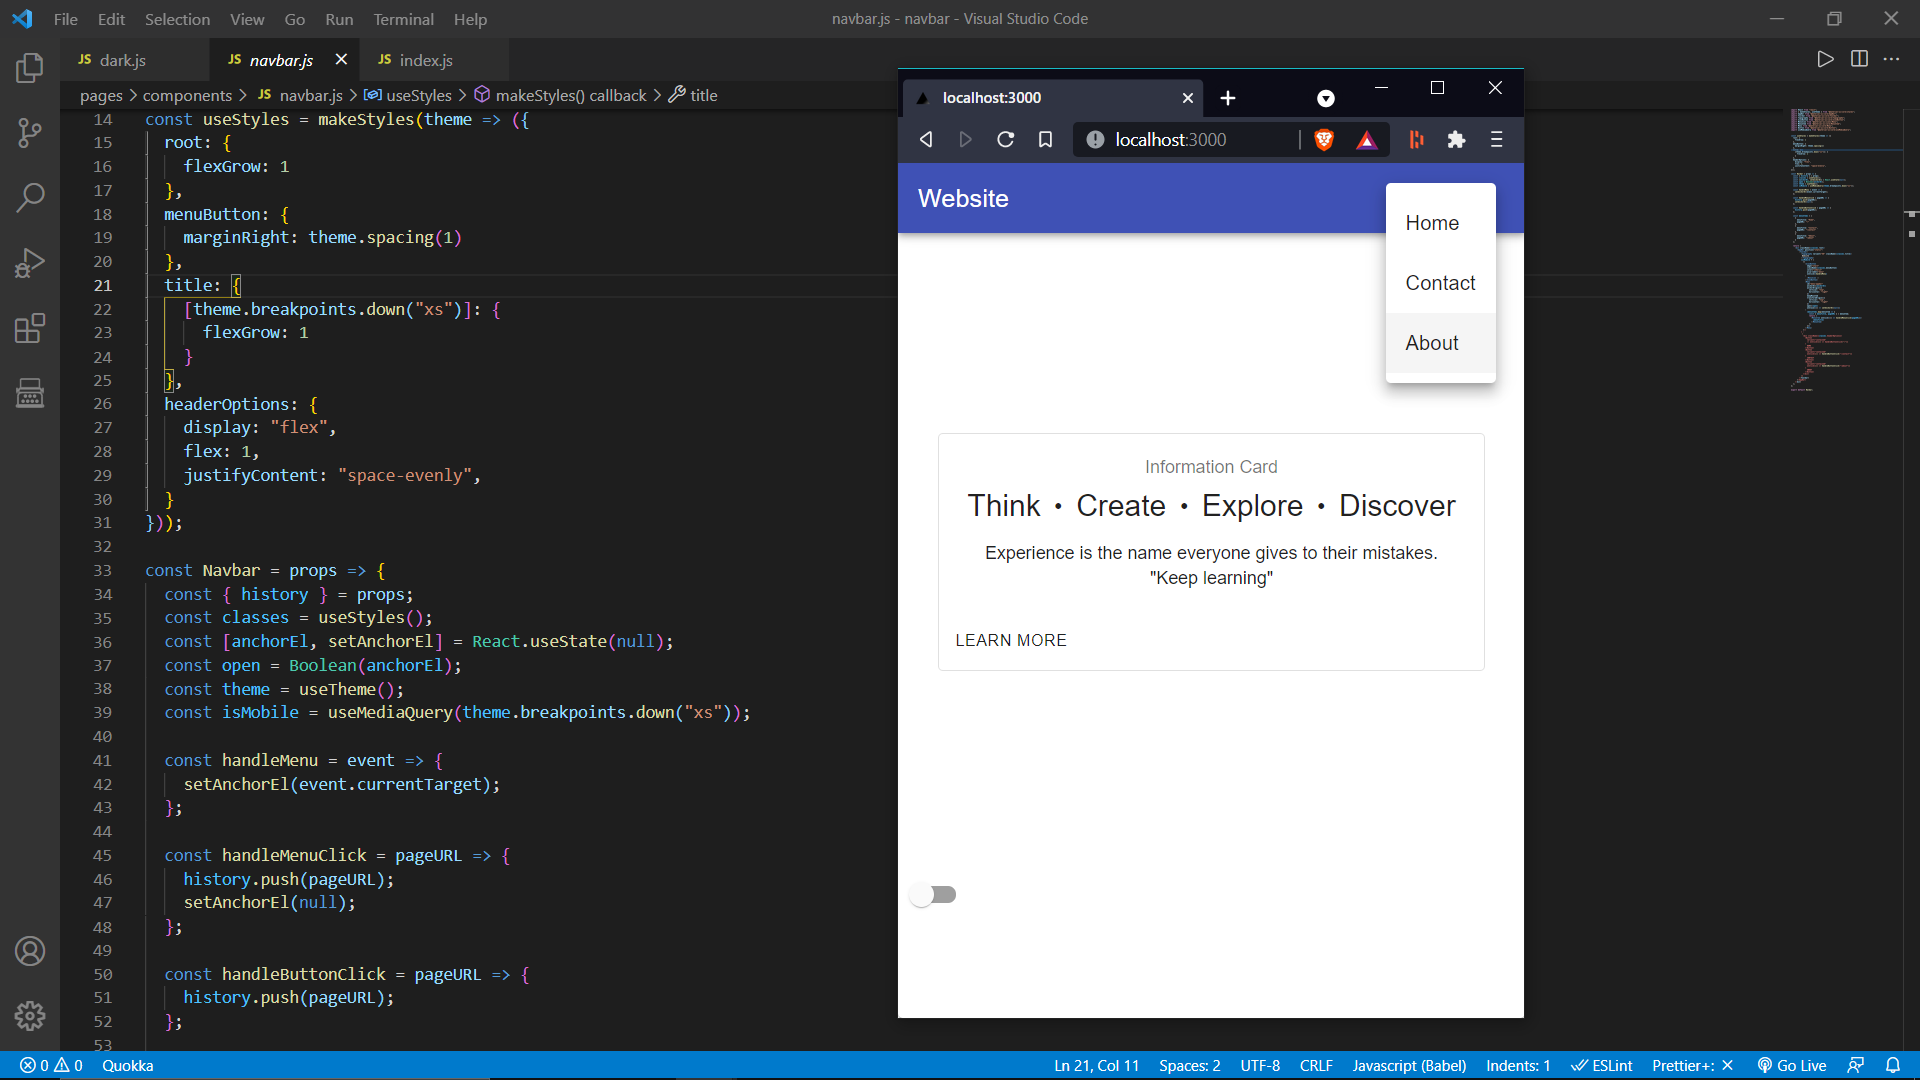 File Edit Selection View Go Run Terminal Help
navbar.js - navbar - Visual Studio Code
JS dark.js
JS navbar.js
JS index.js
pages > components > JS navbar.js > useStyles > makeStyles() callback > title
14 const useStyles = makeStyles(theme => ({
15 root: {
16 flexGrow: 1
17 },
18 menuButton: {
19 marginRight: theme.spacing(1)
20 },
21 title: {
22 [theme.breakpoints.down("xs")]: {
23 flexGrow: 1
24 }
25 },
26 headerOptions: {
27 display: "flex",
28 flex: 1,
29 justifyContent: "space-evenly",
30 }
31 }));
32
33 const Navbar = props => {
34 const { history } = props;
35 const classes = useStyles();
36 const [anchorEl, setAnchorEl] = React.useState(null);
37 const open = Boolean(anchorEl);
38 const theme = useTheme();
39 const isMobile = useMediaQuery(theme.breakpoints.down("xs"));
40
41 const handleMenu = event => {
42 setAnchorEl(event.currentTarget);
43 };
44
45 const handleMenuClick = pageURL => {
46 history.push(pageURL);
47 setAnchorEl(null);
48 };
49
50 const handleButtonClick = pageURL => {
51 history.push(pageURL);
52 };
53
localhost:3000
localhost:3000
Website
Home
Contact
About
Information Card
Think • Create • Explore • Discover
Experience is the name everyone gives to their mistakes.
"Keep learning"
LEARN MORE
0 0 Quokka
Ln 21, Col 11 Spaces: 2 UTF-8 CRLF Javascript (Babel) Indents: 1 ESLint Prettier+: × Go Live